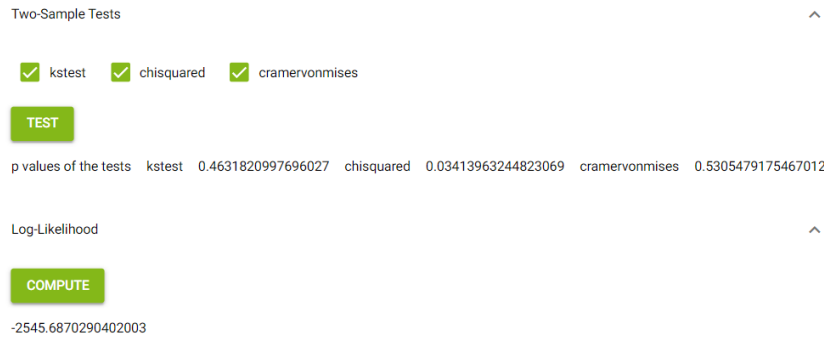 Two-Sample Tests
kstest chisquared cramervonmises
TEST
p values of the tests kstest 0.4631820997696027 chisquared 0.03413963244823069 cramervonmises 0.5305479175467012
Log-Likelihood
COMPUTE
-2545.6870290402003